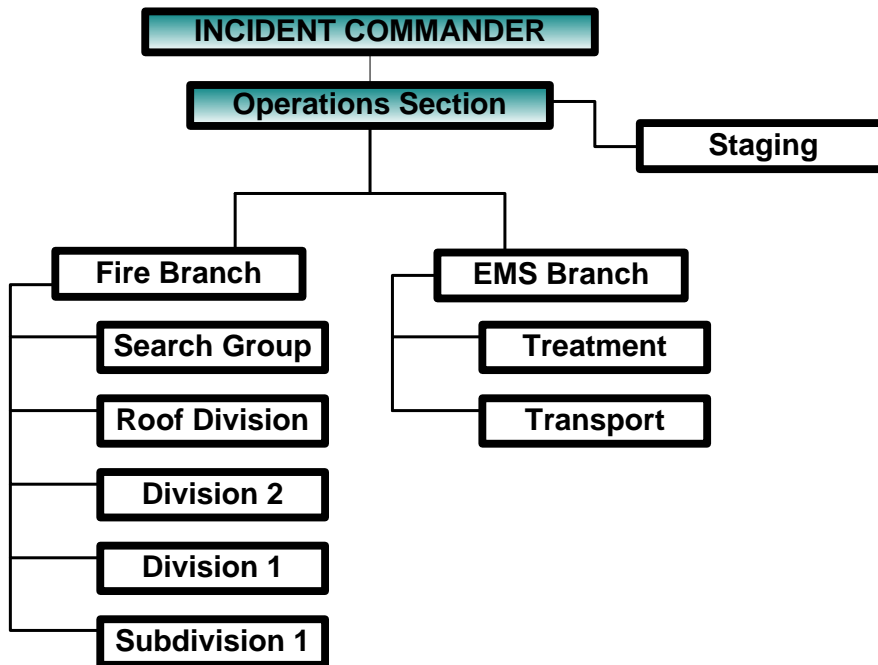 INCIDENT COMMANDER
Operations Section
Staging
Fire Branch
EMS Branch
Search Group
Treatment
Roof Division
Transport
Division 2
Division 1
Subdivision 1